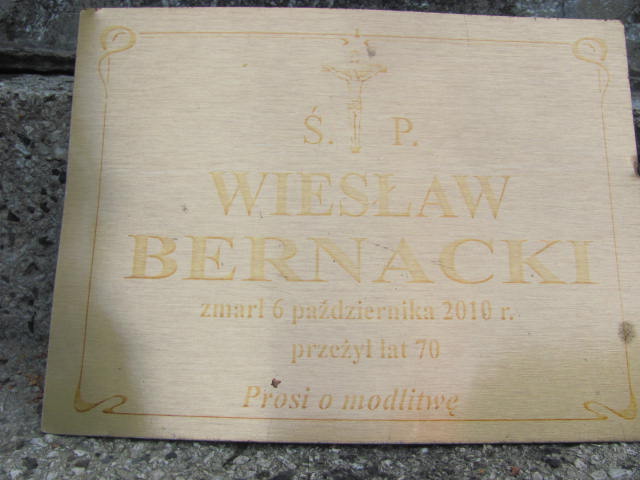 Ś. P.
WIESŁAW
BERNACKI
zmarł 6 października 2010 r.
przeżył lat 70
Prosi o modlitwę